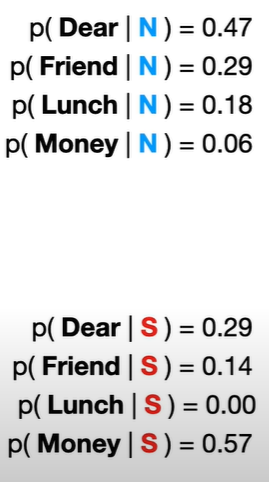 p( Dear | N ) = 0.47
p( Friend | N ) = 0.29
p( Lunch | N ) = 0.18
p( Money | N ) = 0.06
p( Dear | S ) = 0.29
p( Friend | S ) = 0.14
p( Lunch | S ) = 0.00
p( Money | S ) = 0.57